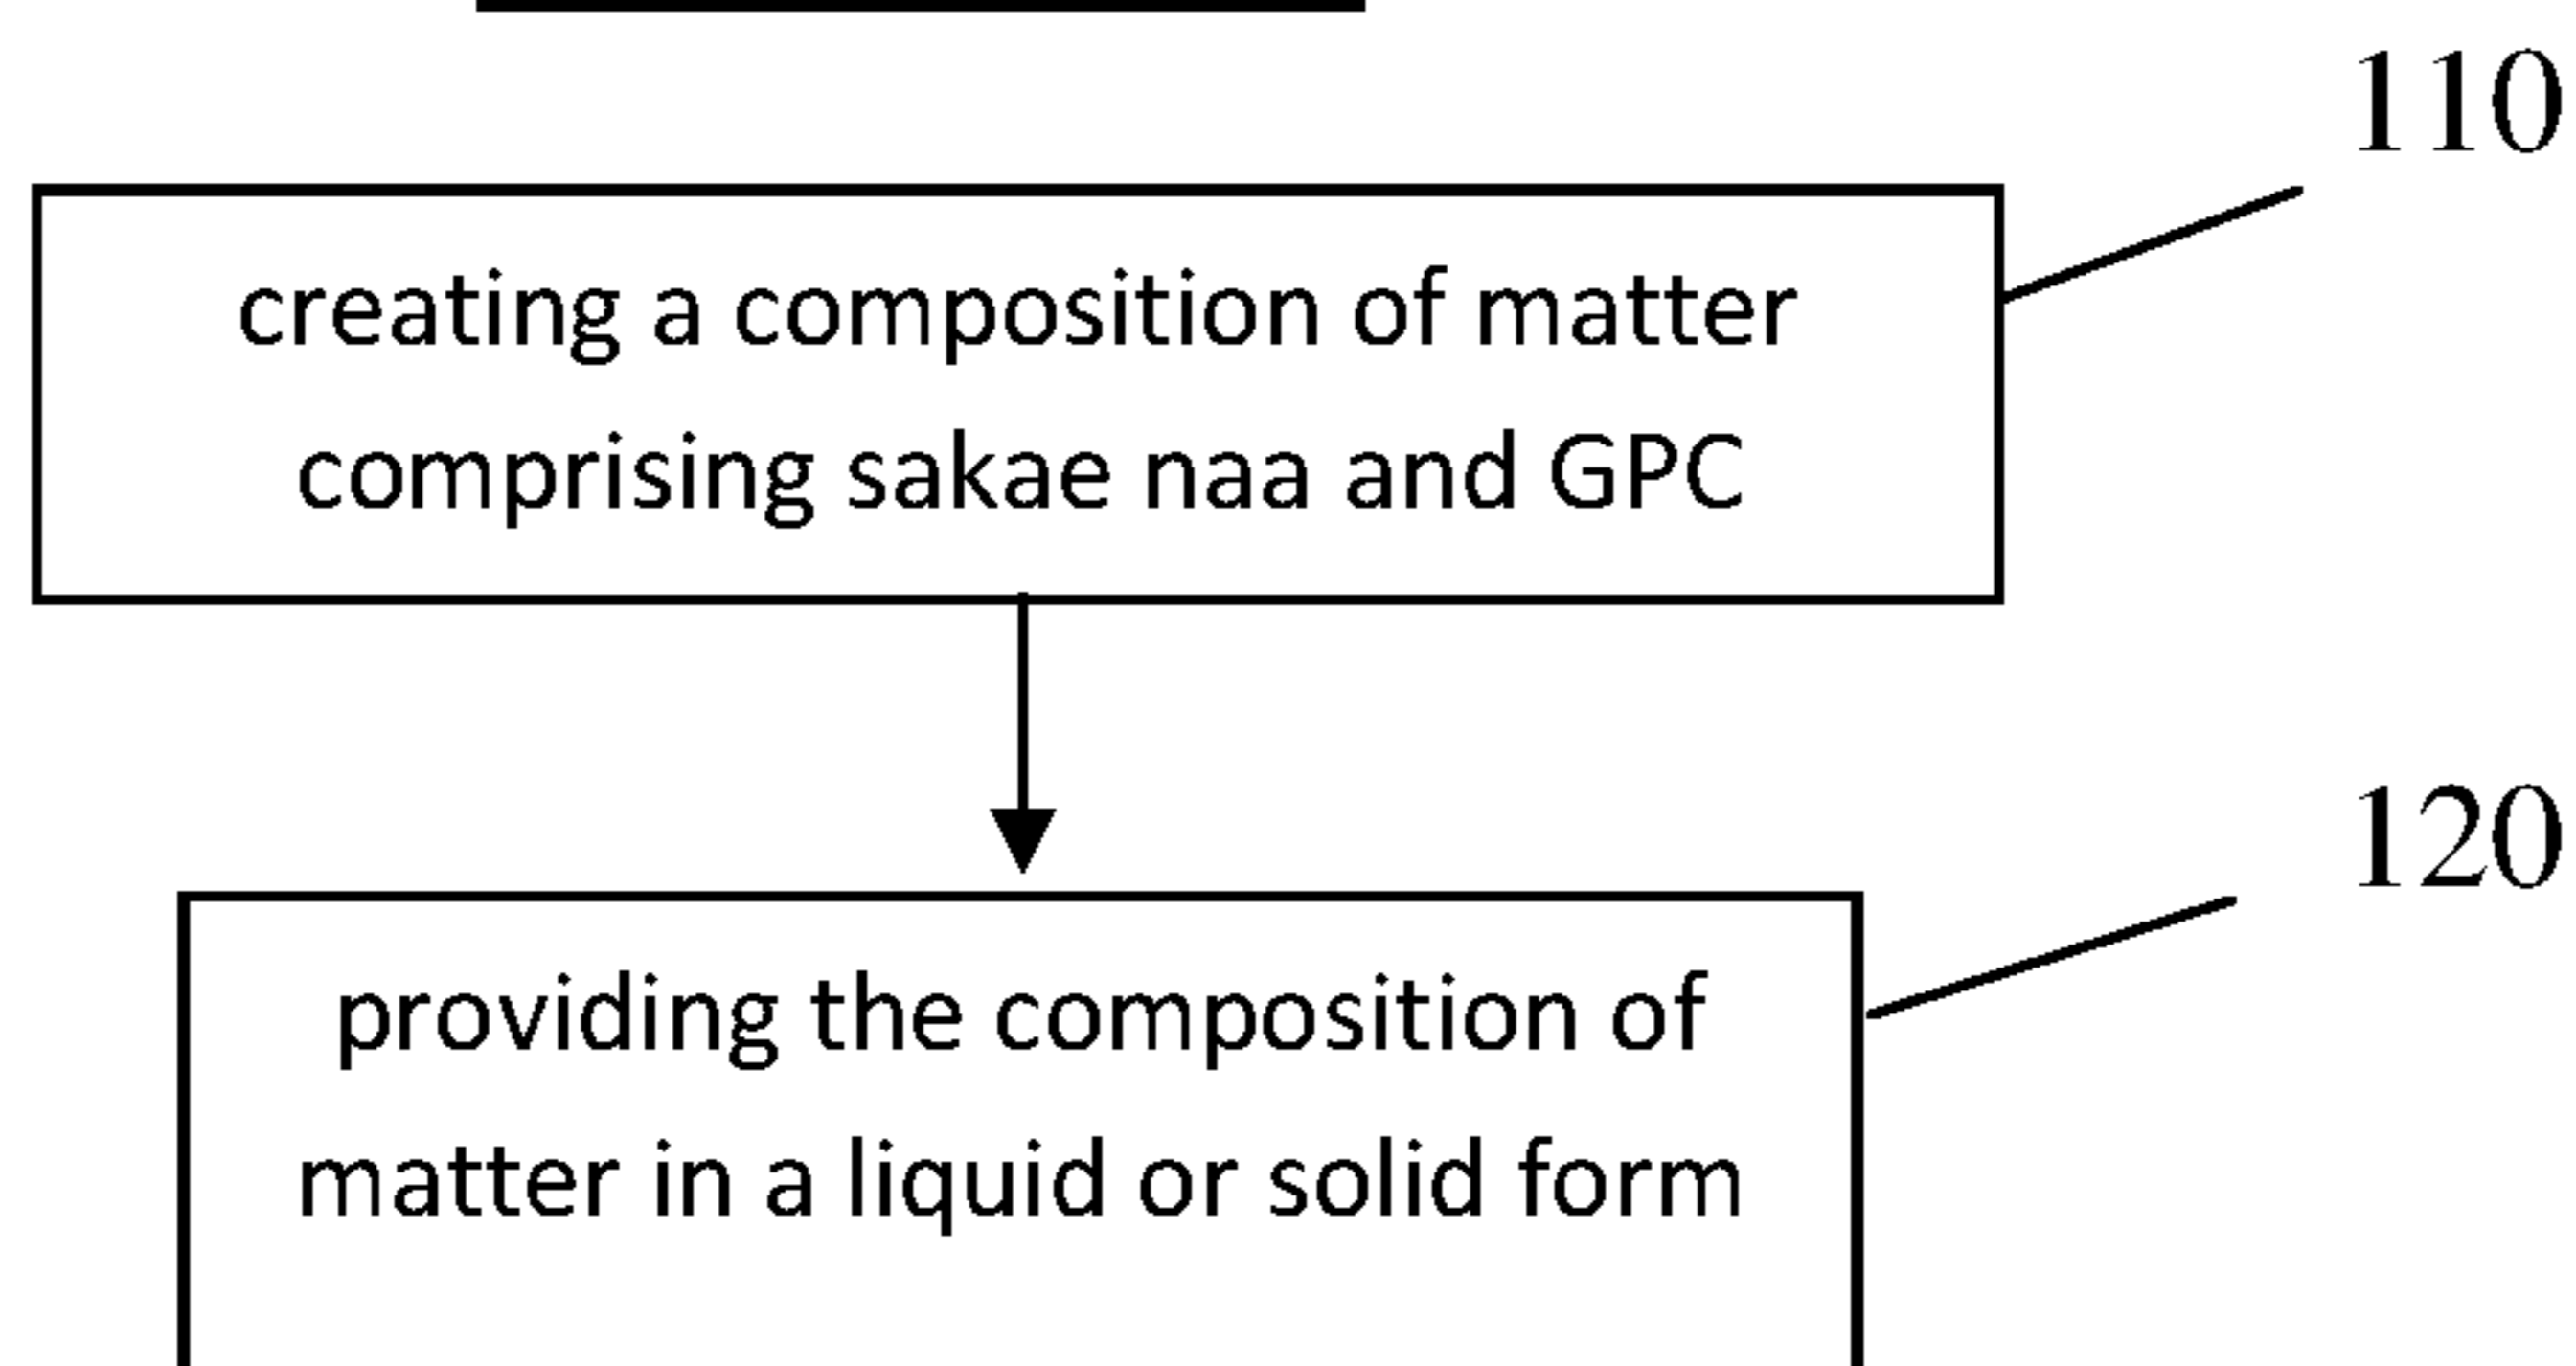 110
creating a composition of matter
comprising sakae naa and GPC
120
providing the composition of
matter in a liquid or solid form